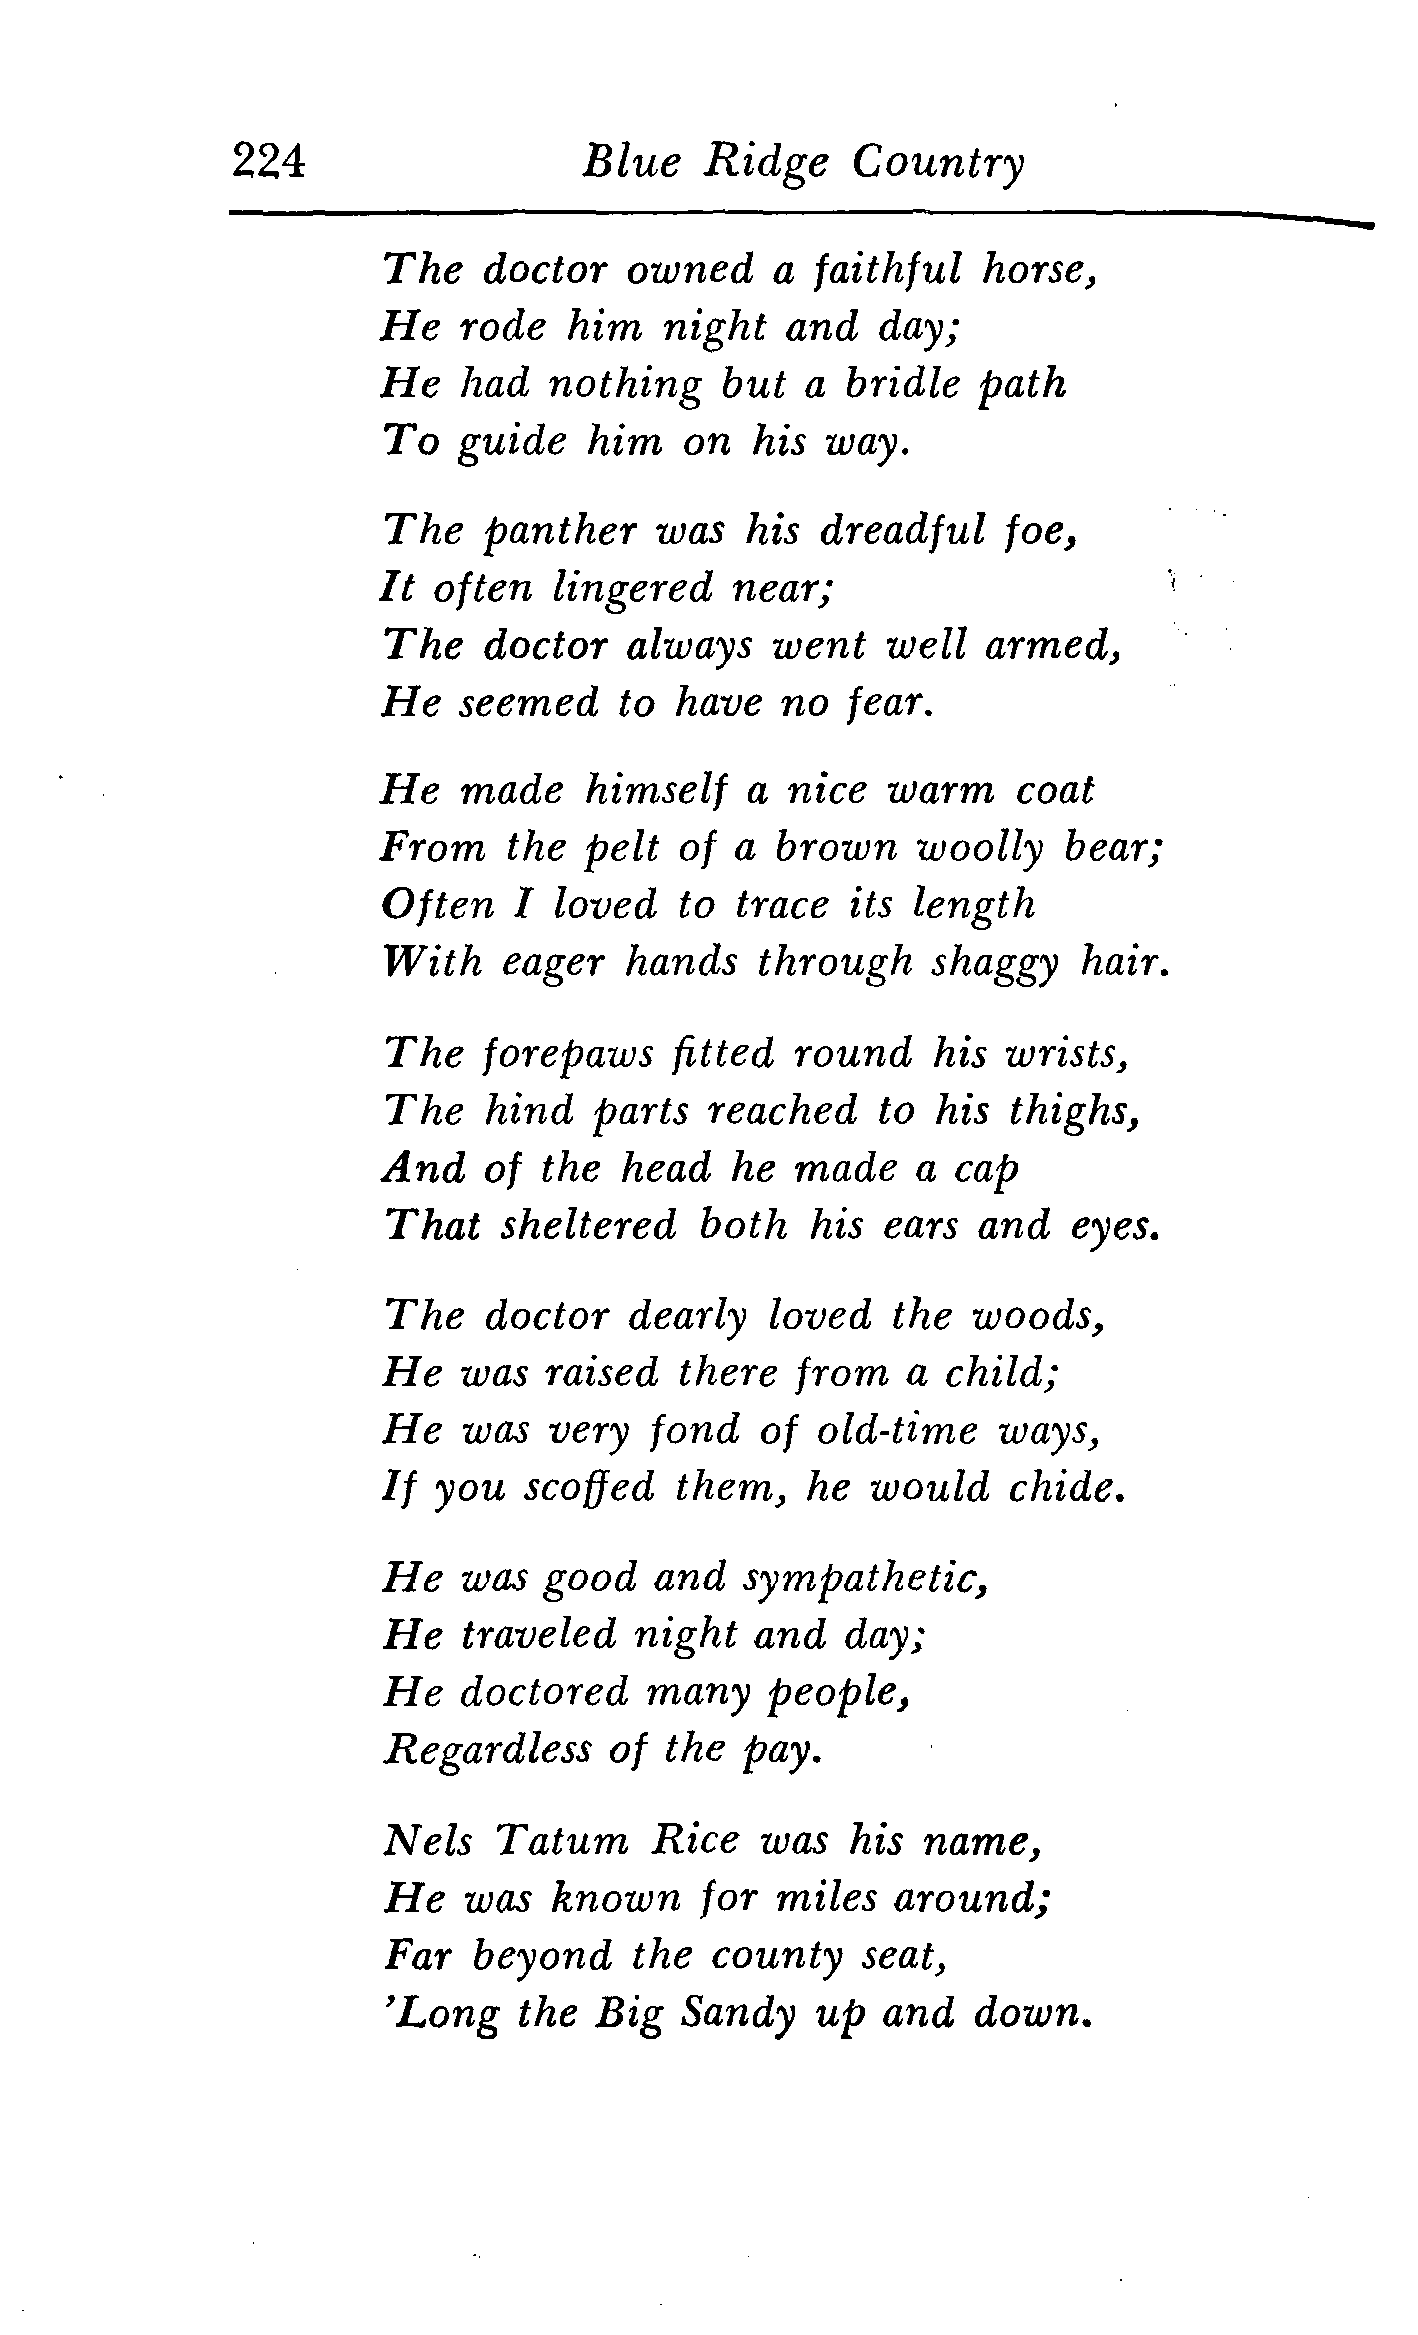 224 Blue Ridge Country
The doctor owned a faithful horse,
He rode him night and day;
He had nothing but a bridle path
To guide him on his way.
The panther was his dreadful foe,
It often lingered near;
The doctor always went well armed,
He seemed to have no fear.
He made himself a nice warm coat
From the pelt of a brown woolly bear;
Often I loved to trace its length
With eager hands through shaggy hair.
The forepaws fitted round his wrists,
The hind parts reached to his thighs,
And of the head he made a cap
That sheltered both his ears and eyes.
The doctor dearly loved the woods,
He was raised there from a child;
He was very fond of old-time ways,
If you scoffed them, he would chide.
He was good and sympathetic,
He traveled night and day;
He doctored many people,
Regardless of the pay.
Nels Tatum Rice was his name,
He was known for miles around;
Far beyond the county seat,
'Long the Big Sandy up and down.